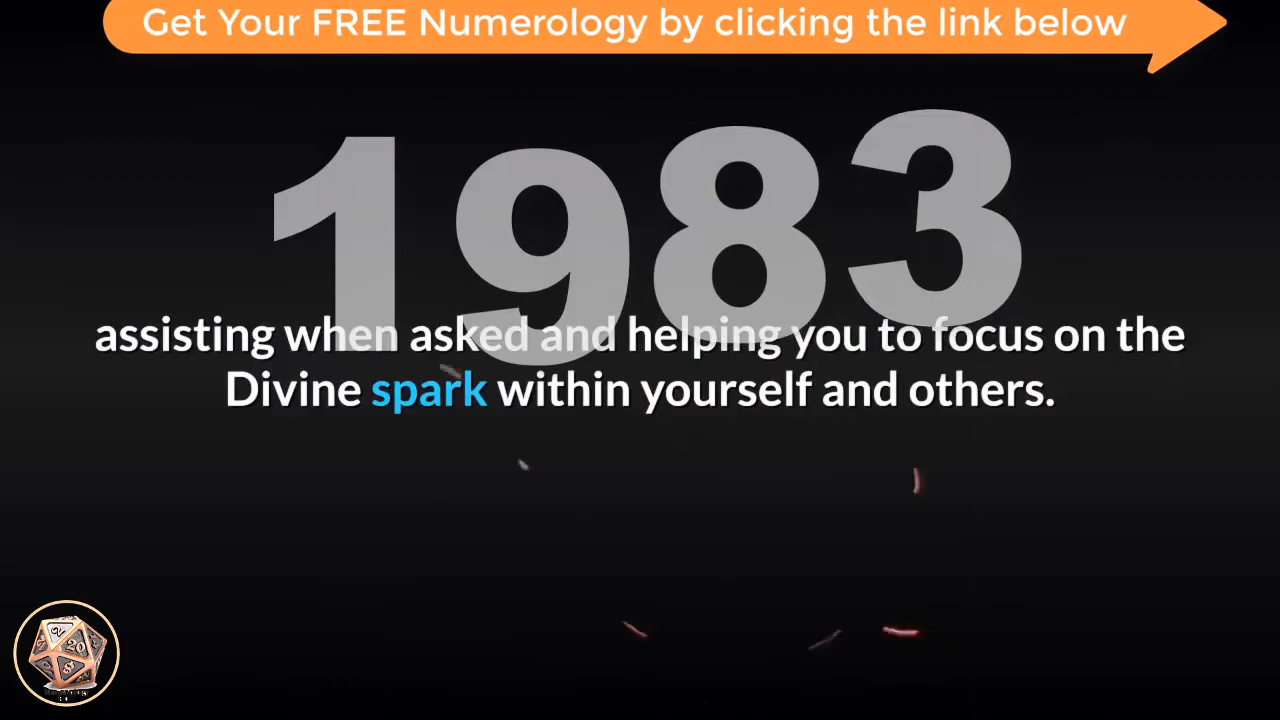 Get Your FREE Numerology by clicking the link below
1983
assisting when asked and helping you to focus on the
Divine spark within yourself and others.
20